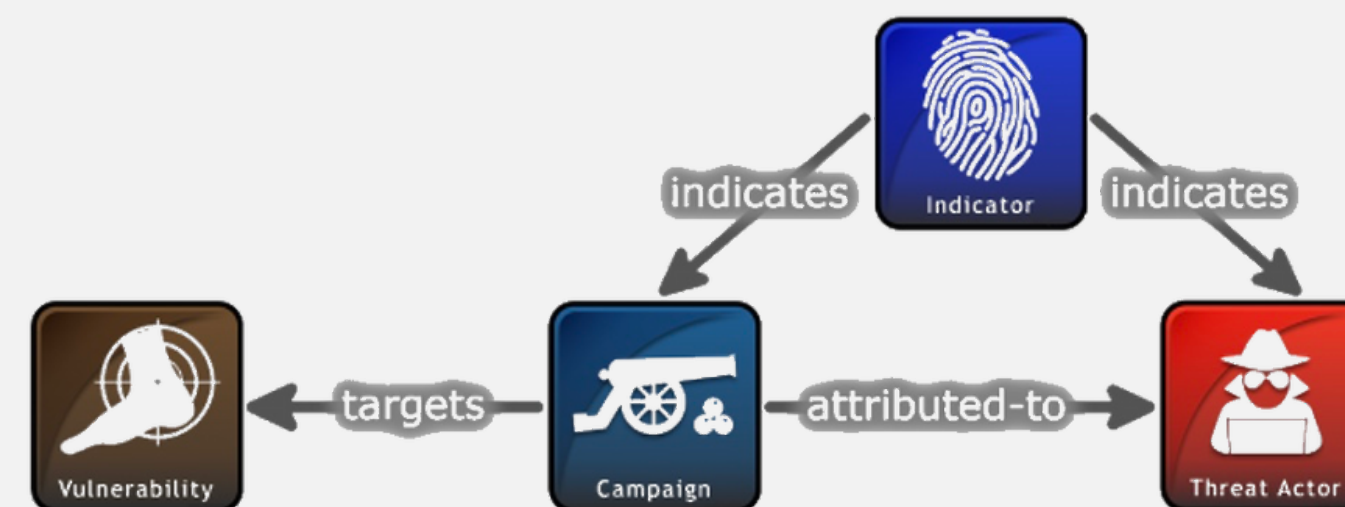 indicates
Indicator
indicates
targets
attributed-to
Vulnerability
Campaign
Threat Actor